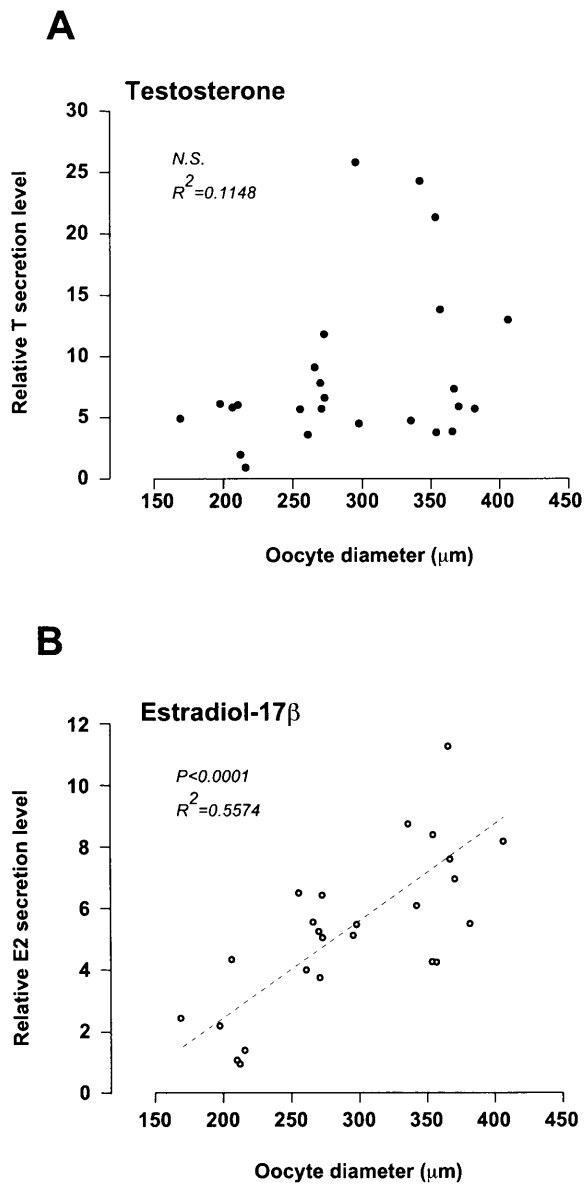 A
Testosterone
30
25
20
15
10
5
0
N.S.
R2=0.1148
Relative T secretion level
150 200 250 300 350 400 450
Oocyte diameter (μm)
B
Estradiol-17β
12
10
8
6
4
2
0
P<0.0001
R2=0.5574
Relative E2 secretion level
150 200 250 300 350 400 450
Oocyte diameter (μm)